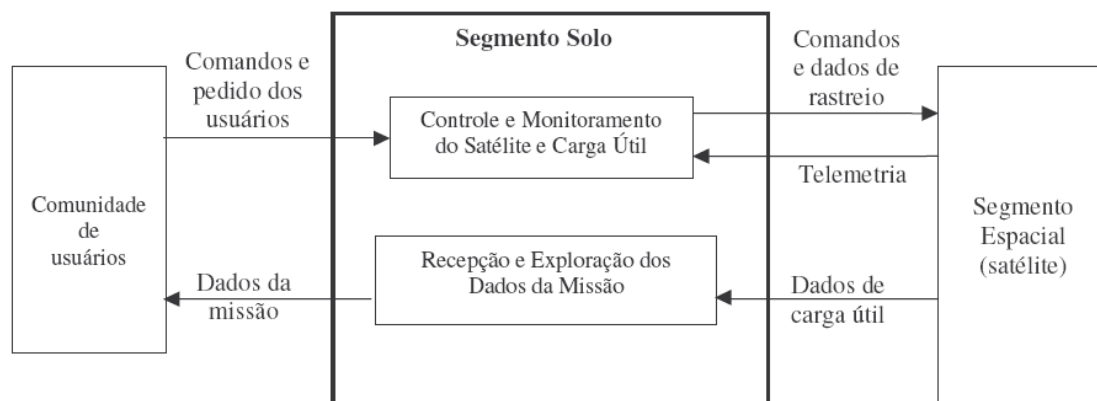 Segmento Solo
Comandos e
pedido dos
usuários
Comandos
e dados de
rastreio
Controle e Monitoramento
do Satélite e Carga Útil
Telemetria
Comunidade
de
usuários
Segmento
Espacial
(satélite)
Recepção e Exploração dos
Dados da Missão
Dados da
missão
Dados de
carga útil